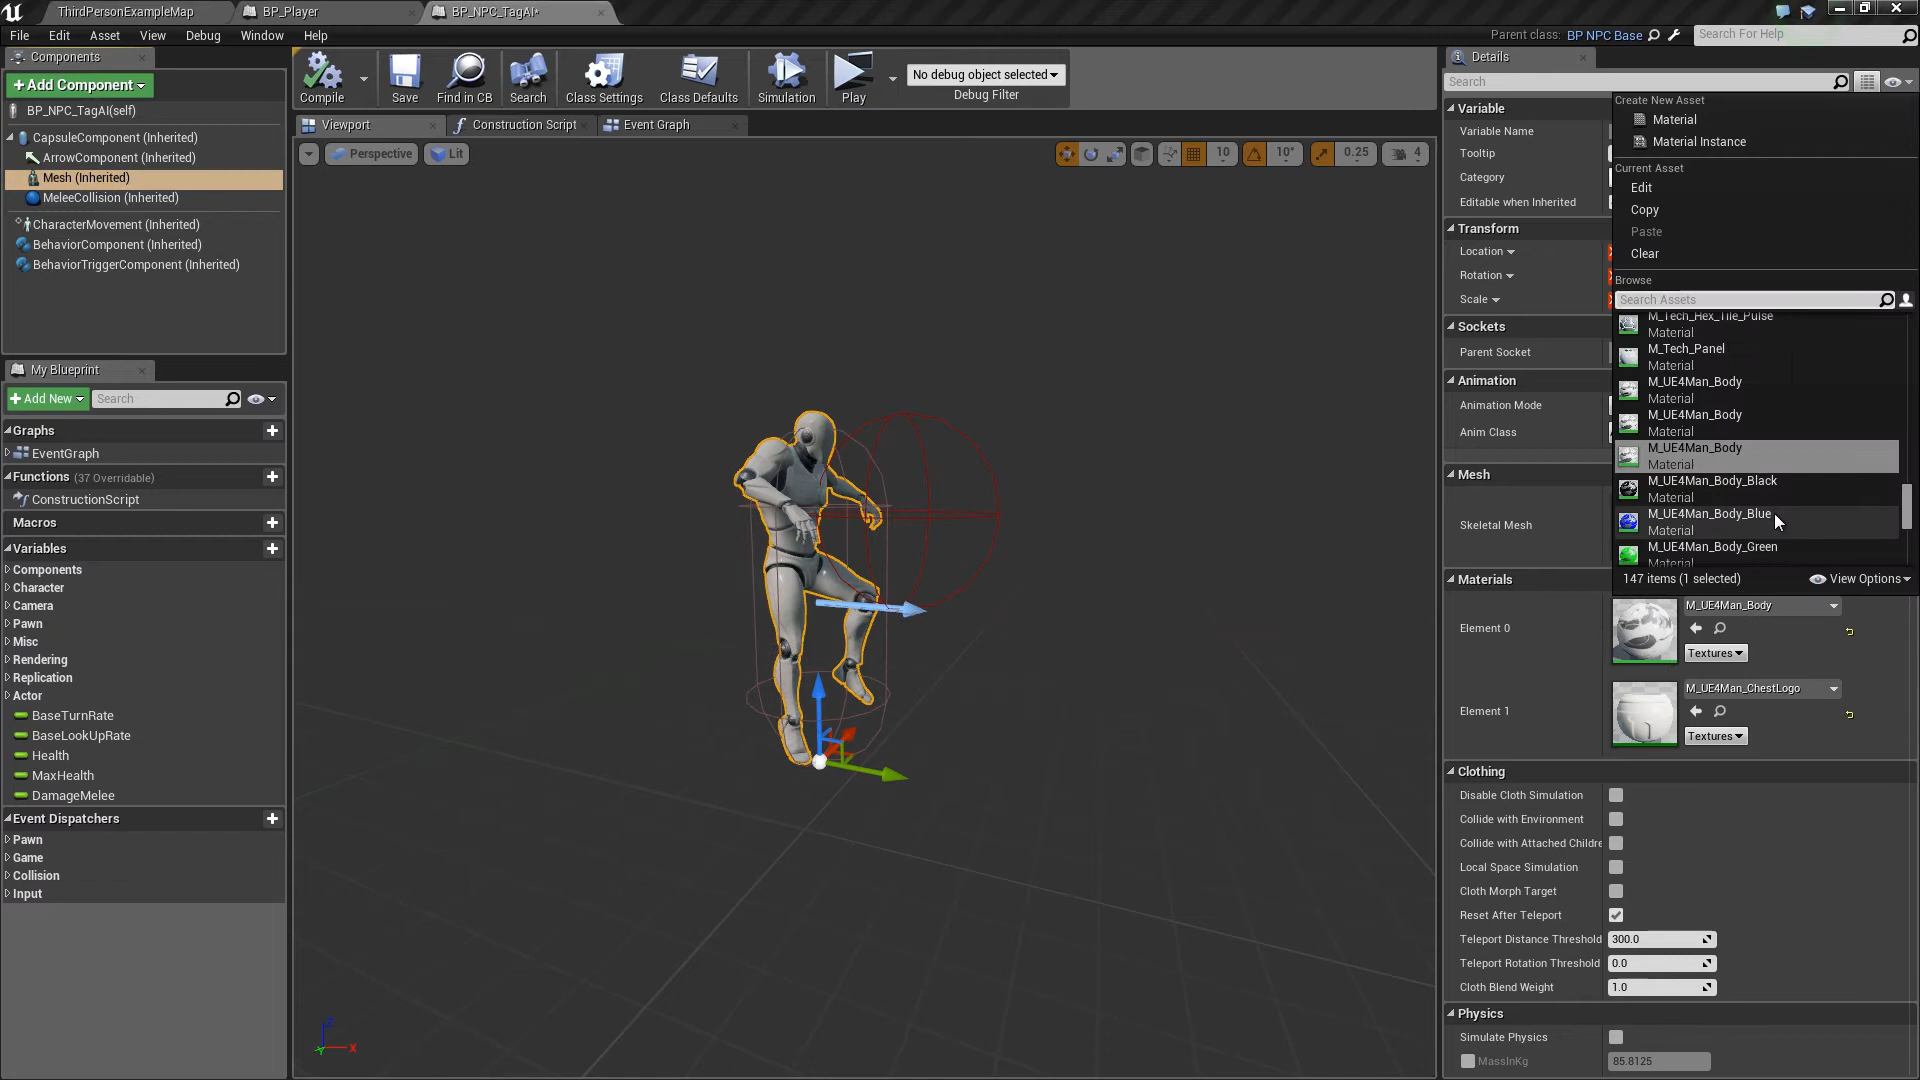 ThirdPersonExampleMap
BP_Player
BP_NPC_TagAI*
File
Edit
Asset
View
Debug
Window
Help
Parent class: BP NPC Base
Search For Help
Components
+Add Component
BP_NPC_TagAI(self)
CapsuleComponent (Inherited)
ArrowComponent (Inherited)
Mesh (Inherited)
MeleeCollision (Inherited)
CharacterMovement (Inherited)
BehaviorComponent (Inherited)
BehaviorTriggerComponent (Inherited)
My Blueprint
+Add New
Search
Graphs
EventGraph
Functions (37 Overridable)
ConstructionScript
Macros
Variables
Components
Character
Camera
Pawn
Misc
Rendering
Replication
Actor
BaseTurnRate
BaseLookUpRate
Health
MaxHealth
DamageMelee
Event Dispatchers
Pawn
Game
Collision
Input
Compile
Save
Find in CB
Search
Class Settings
Class Defaults
Simulation
Play
No debug object selected
Debug Filter
Viewport
Construction Script
Event Graph
Perspective
Lit
10
10°
0.25
4
Z
X
Y
Details
Search
Variable
Variable Name
Tooltip
Category
Editable when Inherited
Transform
Location
Rotation
Scale
Sockets
Parent Socket
Animation
Animation Mode
Anim Class
Mesh
Skeletal Mesh
Materials
Element 0
M_UE4Man_Body
Textures
Element 1
M_UE4Man_ChestLogo
Textures
Clothing
Disable Cloth Simulation
Collide with Environment
Collide with Attached Childre
Local Space Simulation
Cloth Morph Target
Reset After Teleport
Teleport Distance Threshold
300.0
Teleport Rotation Threshold
0.0
Cloth Blend Weight
1.0
Physics
Simulate Physics
MassInKg
85.8125
Create New Asset
Material
Material Instance
Current Asset
Edit
Copy
Paste
Clear
Browse
Search Assets
M_Tech_Hex_Tile_Pulse
Material
M_Tech_Panel
Material
M_UE4Man_Body
Material
M_UE4Man_Body
Material
M_UE4Man_Body
Material
M_UE4Man_Body_Black
Material
M_UE4Man_Body_Blue
Material
M_UE4Man_Body_Green
Material
147 items (1 selected)
View Options